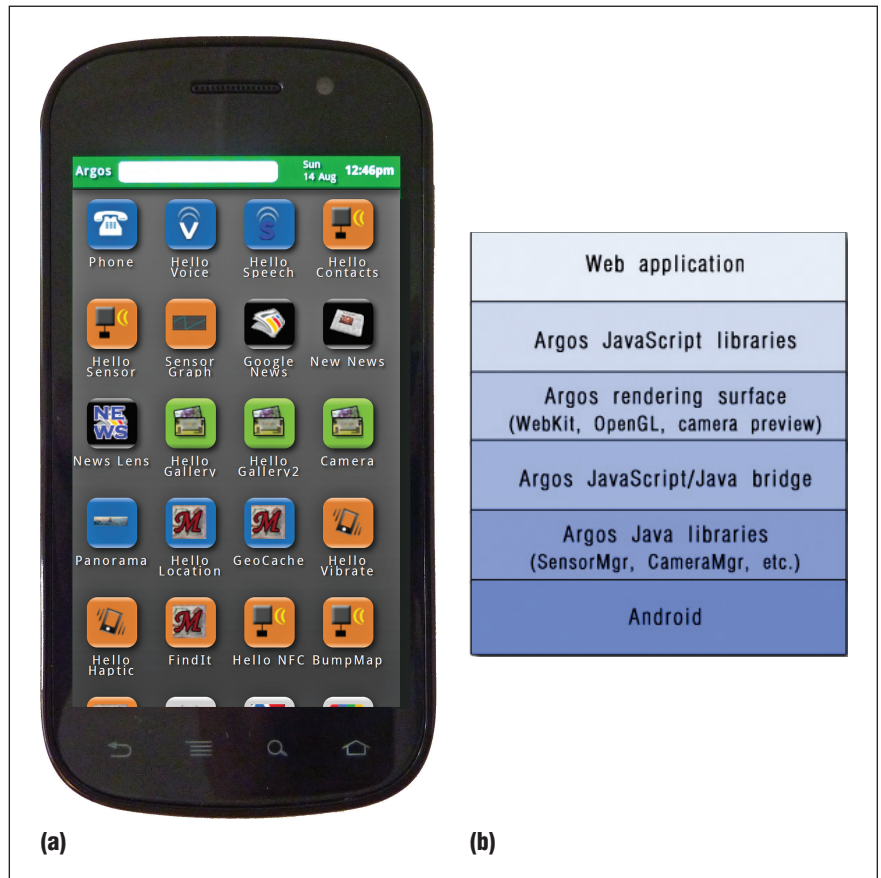 Argos
Sun
14 Aug
12:46pm
Phone
Hello
Voice
Hello
Speech
Hello
Contacts
Hello
Sensor
Sensor
Graph
Google
News
New News
NE
WS
News Lens
Hello
Gallery
Hello
Gallery2
Camera
Panorama
Hello
Location
GeoCache
Hello
Vibrate
Hello
Haptic
FindIt
Hello NFC
BumpMap
V
S
M
M
M
(a)
Web application
Argos JavaScript libraries
Argos rendering surface
(WebKit, OpenGL, camera preview)
Argos JavaScript/Java bridge
Argos Java libraries
(SensorMgr, CameraMgr, etc.)
Android
(b)